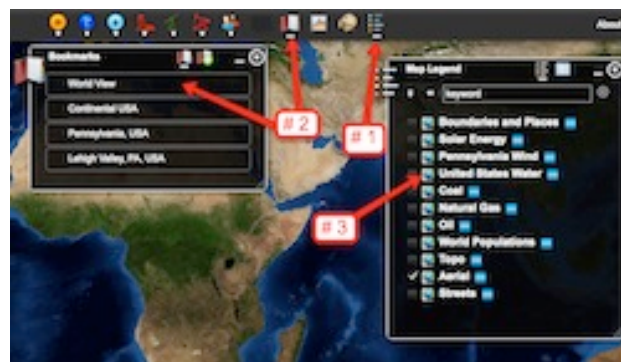 About
Bookmarks
World View
Continental USA
Pennsylvania, USA
Lehigh Valley, PA, USA
# 2
# 1
Map Legend
keyword
Boundaries and Places
Solar Energy
Pennsylvania Wind
United States Water
Coal
Natural Gas
Oil
World Populations
Topo
Aerial
Streets
# 3